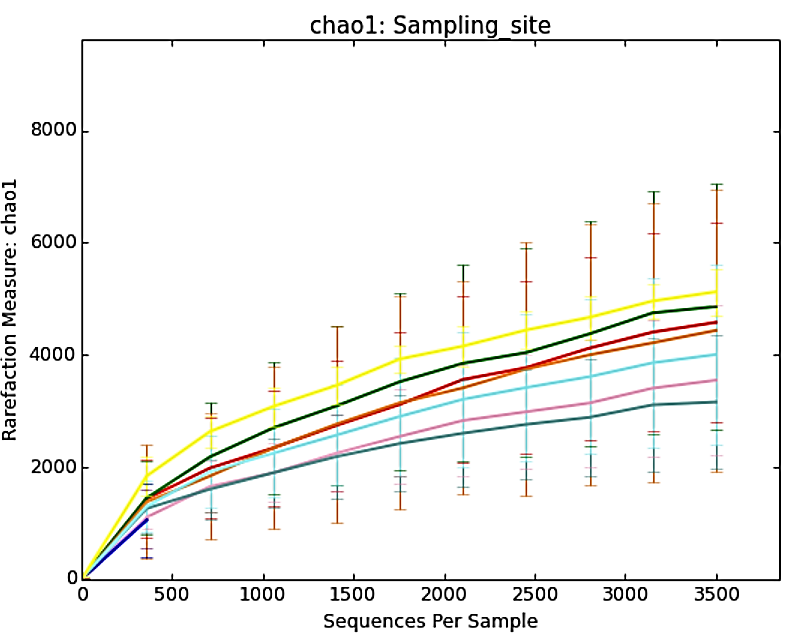 chao1: Sampling_site
Rarefaction Measure: chao1
8000
6000
4000
2000
0
0 500 1000 1500 2000 2500 3000 3500
Sequences Per Sample